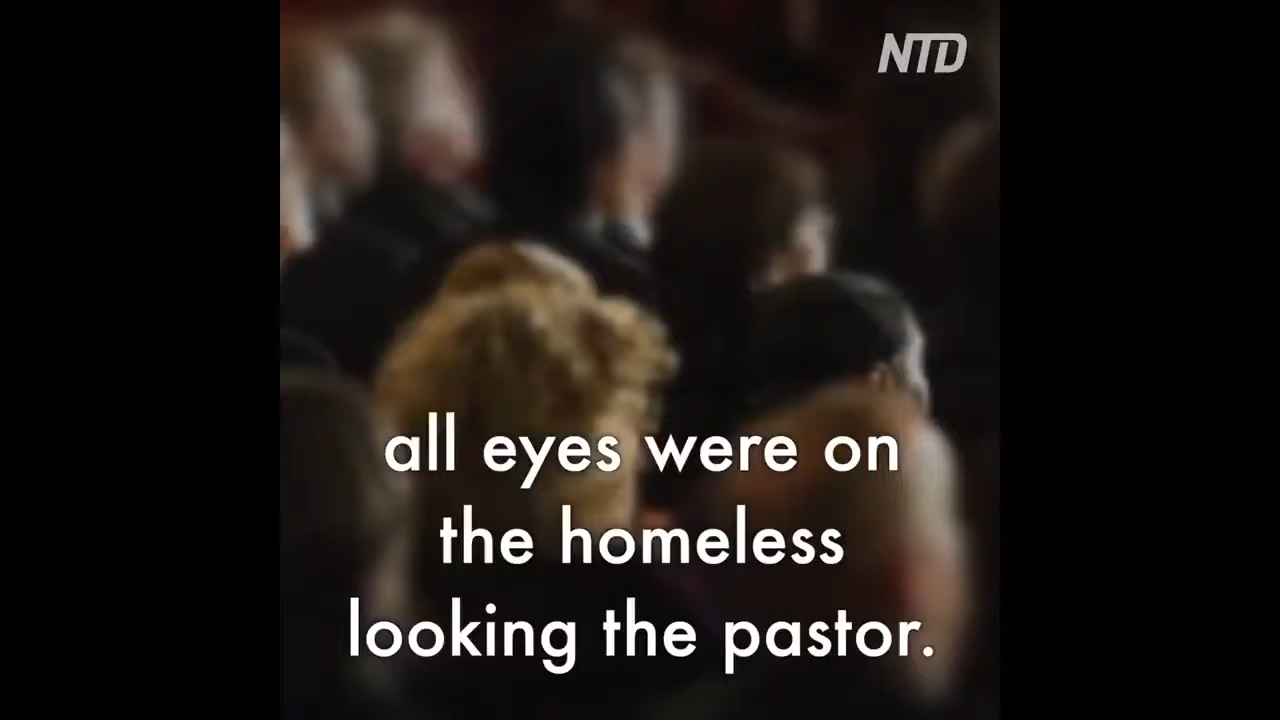 NTD
all eyes were on
the homeless
looking the pastor.